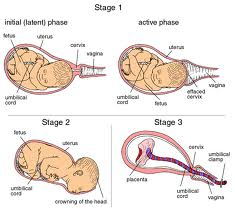 Stage 1
initial (latent) phase
active phase
fetus
uterus
cervix
vagina
umbilical
cord
fetus
uterus
umbilical
cord
effaced
cervix
vagina
Stage 2
Stage 3
fetus
uterus
umbilical
cord
crowning of the head
placenta
umbilical
cord
umbilical
clamp
vagina